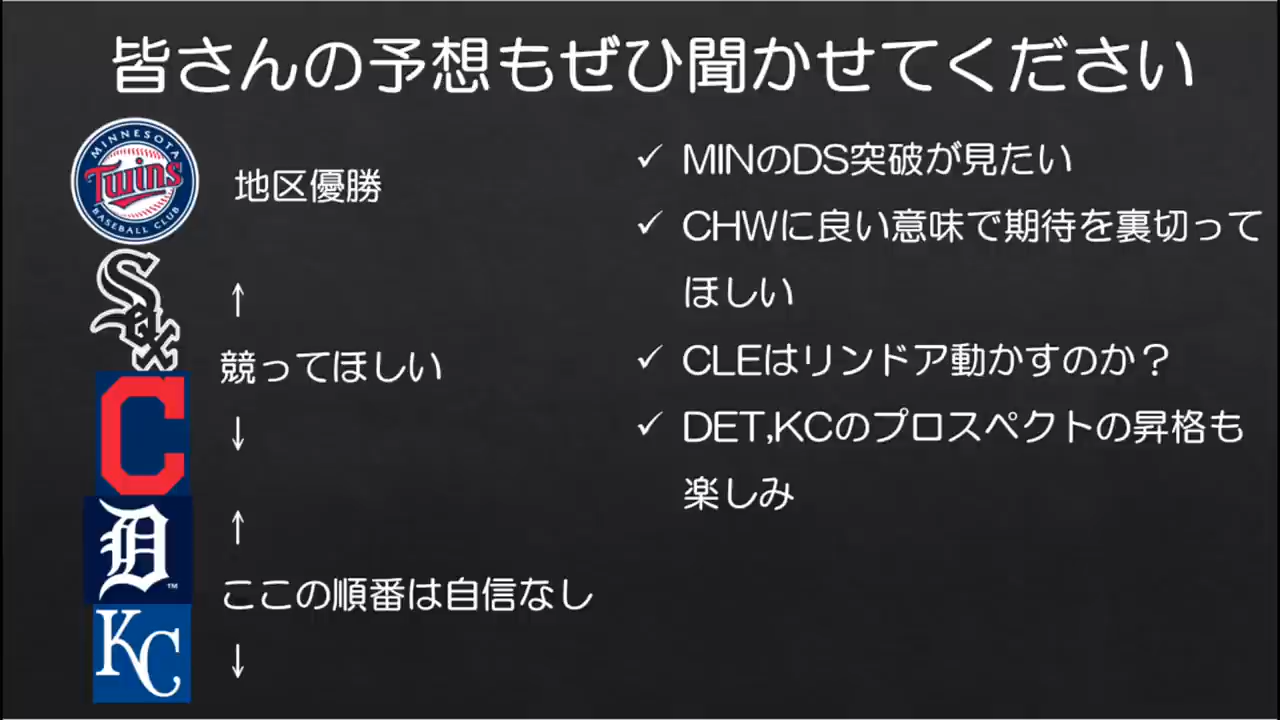 皆さんの予想もぜひ聞かせてください
MINNESOTA
Twins
BASEBALL CLUB
地区優勝
Sox
↑
競ってほしい
↓
C
D
TM
↑
ここの順番は自信なし
↓
KC
✓ MINのDS突破が見たい
✓ CHWに良い意味で期待を裏切って
ほしい
✓ CLEはリンドア動かすのか？
✓ DET,KCのプロスペクトの昇格も
楽しみ